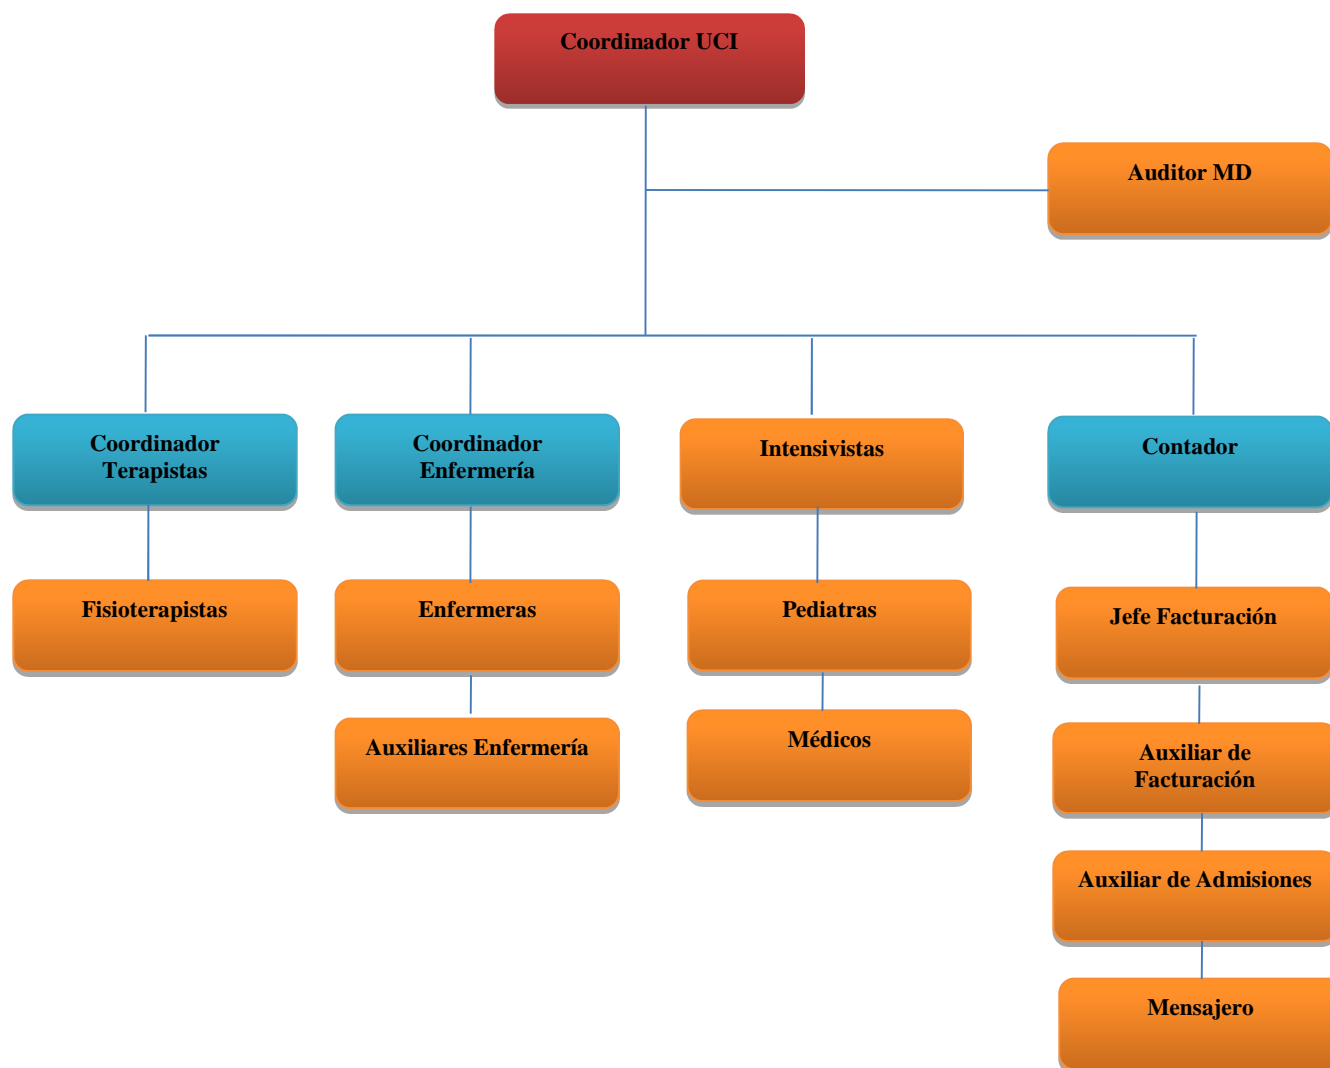 Coordinador UCI
Auditor MD
Coordinador
Terapistas
Coordinador
Enfermería
Intensivistas
Contador
Fisioterapistas
Enfermeras
Pediatras
Jefe Facturación
Auxiliares Enfermería
Médicos
Auxiliar de
Facturación
Auxiliar de Admisiones
Mensajero